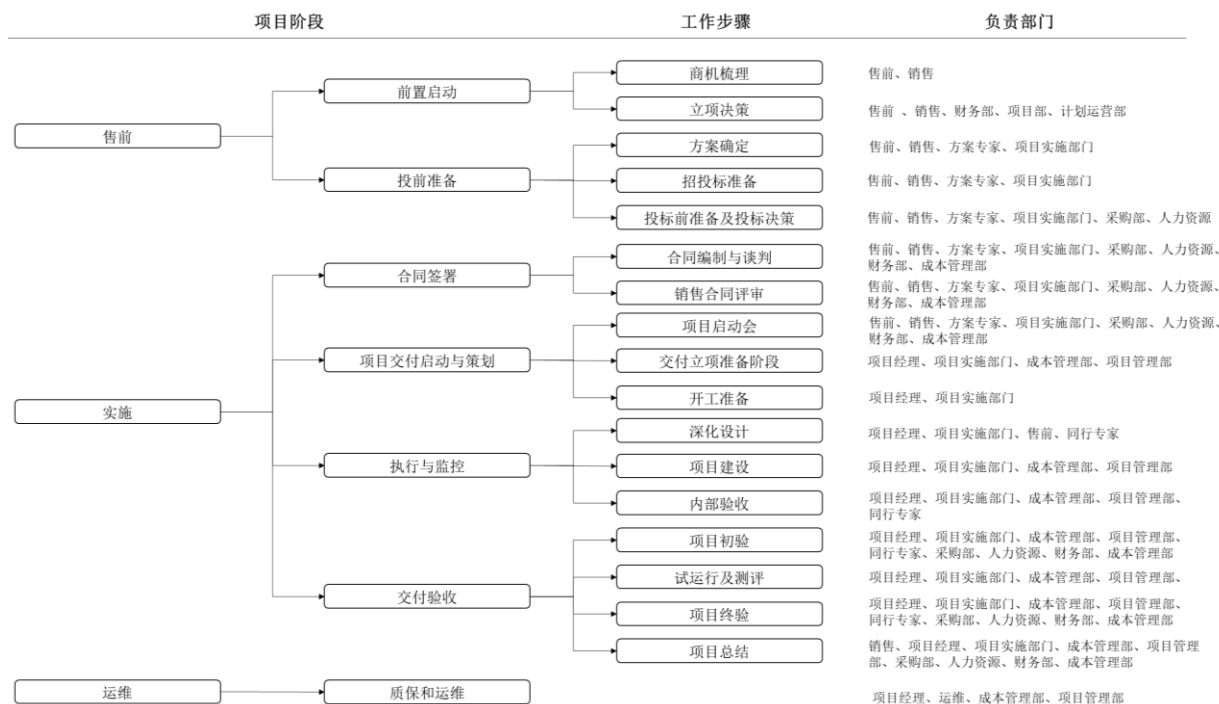 项目阶段 工作步骤 负责部门
商机梳理 售前、销售
前置启动
立项决策 售前 、销售、财务部、项目部、计划运营部
售前
方案确定 售前、销售、方案专家、项目实施部门
投前准备 招投标准备 售前、销售、方案专家、项目实施部门
投标前准备及投标决策 售前、销售、方案专家、项目实施部门、采购部、人力资源
合同编制与谈判 售前、销售、方案专家、项目实施部门、采购部、人力资源、
财务部、成本管理部
合同签署
销售合同评审 售前、销售、方案专家、项目实施部门、采购部、人力资源、
财务部、成本管理部
项目启动会 售前、销售、方案专家、项目实施部门、采购部、人力资源、
财务部、成本管理部
项目交付启动与策划 交付立项准备阶段 项目经理、项目实施部门、成本管理部、项目管理部
开工准备 项目经理、项目实施部门
实施
深化设计 项目经理、项目实施部门、售前、同行专家
执行与监控 项目建设 项目经理、项目实施部门、成本管理部、项目管理部
内部验收 项目经理、项目实施部门、成本管理部、项目管理部、
同行专家
项目初验 项目经理、项目实施部门、成本管理部、项目管理部、
同行专家、采购部、人力资源、财务部、成本管理部
试运行及测评 项目经理、项目实施部门、成本管理部、项目管理部、
交付验收
项目终验 项目经理、项目实施部门、成本管理部、项目管理部、
同行专家、采购部、人力资源、财务部、成本管理部
项目总结 销售、项目经理、项目实施部门、成本管理部、项目管理
部、采购部、人力资源、财务部、成本管理部
运维 质保和运维 项目经理、运维、成本管理部、项目管理部